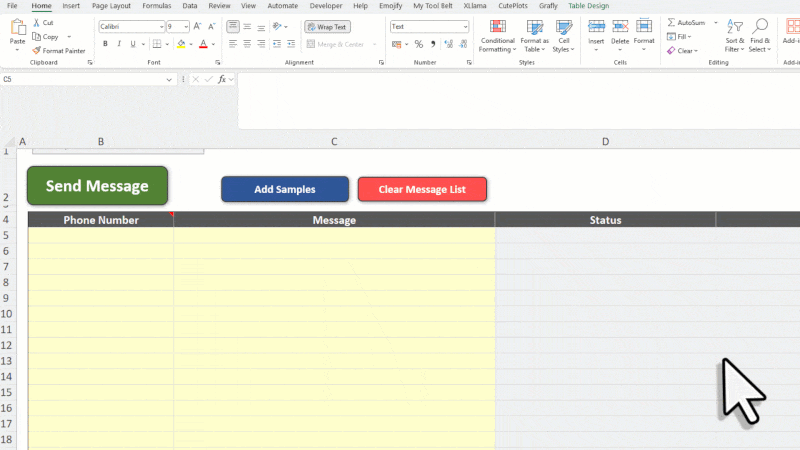 File Home Insert Page Layout Formulas Data Review View Automate Developer Help Emojify My Tool Belt XLlama CutePlots Grafly Table Design
Paste Cut Calibri 9 Wrap Text Text Conditional Formatting Format as Table Cell Styles Insert Delete Format AutoSum Sort & Filter Find & Select Add-in
Copy Fill
Format Painter B I U Merge & Center $ % Clear
Clipboard Font Alignment Number Styles Cells Editing Add-in
C5 fx
A B C D
1
Send Message Add Samples Clear Message List
2
4 Phone Number Message Status
5
6
7
8
9
10
11
12
13
14
15
16
17
18